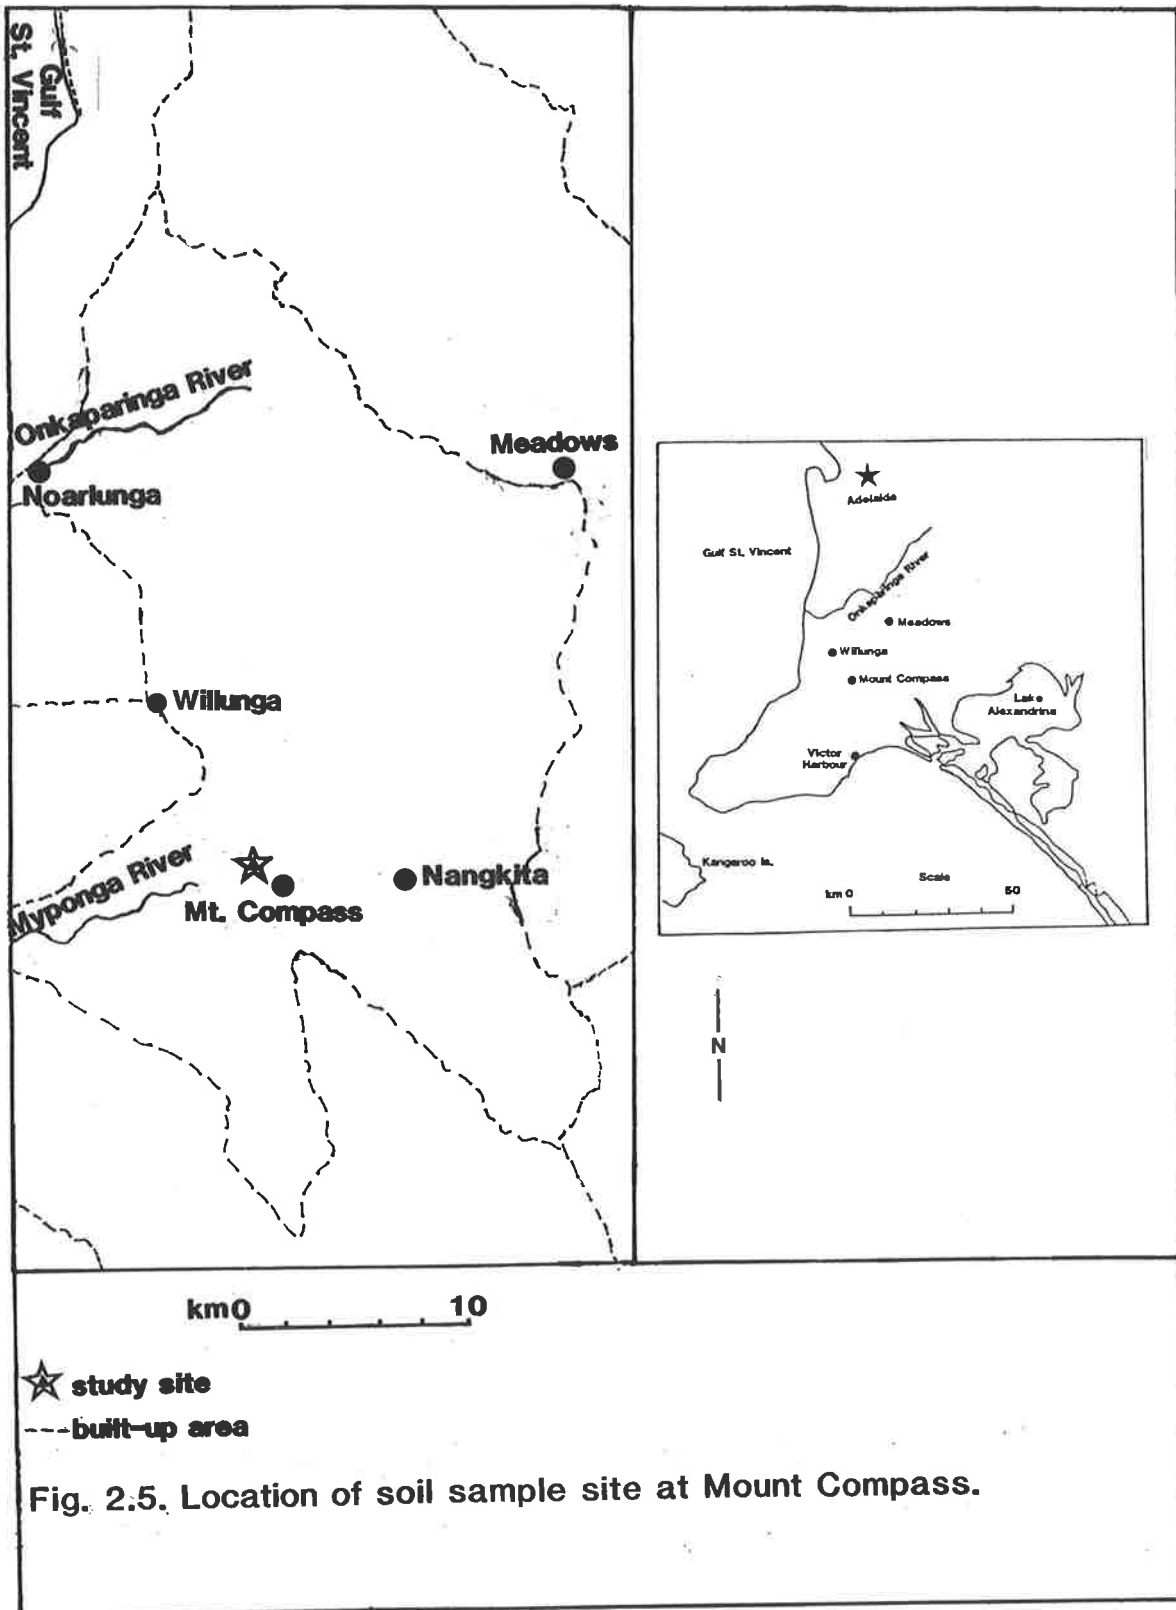 Gulf
St. Vincent
Onkaparinga River
Noarlunga
Meadows
Willunga
Myponga River
Mt. Compass
Nangkita
Adelaide
Gulf St. Vincent
Onkaparinga River
Meadows
Willunga
Mount Compass
Lake
Alexandrina
Victor
Harbour
Kangaroo Is.
Scale
km 0 50
N
km 0 10
study site
built-up area
Fig. 2.5. Location of soil sample site at Mount Compass.